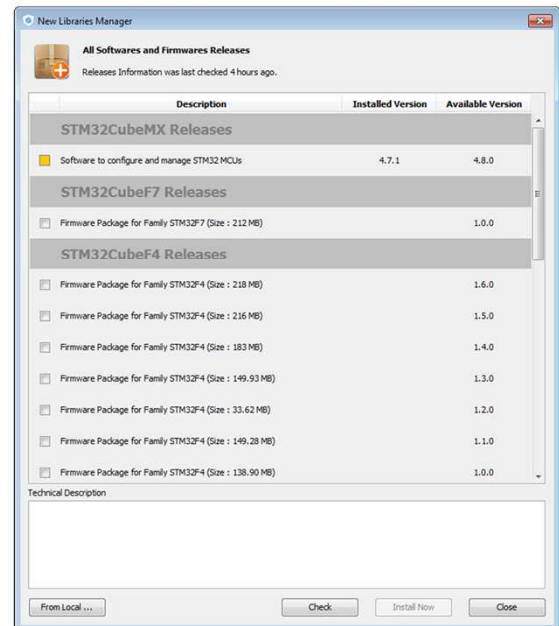 New Libraries Manager
All Softwares and Firmwares Releases
Releases Information was last checked 4 hours ago.
Description Installed Version Available Version
STM32CubeMX Releases
Software to configure and manage STM32 MCUs 4.7.1 4.8.0
STM32CubeF7 Releases
Firmware Package for Family STM32F7 (Size : 212 MB) 1.0.0
STM32CubeF4 Releases
Firmware Package for Family STM32F4 (Size : 218 MB) 1.6.0
Firmware Package for Family STM32F4 (Size : 216 MB) 1.5.0
Firmware Package for Family STM32F4 (Size : 183 MB) 1.4.0
Firmware Package for Family STM32F4 (Size : 149.93 MB) 1.3.0
Firmware Package for Family STM32F4 (Size : 33.62 MB) 1.2.0
Firmware Package for Family STM32F4 (Size : 149.28 MB) 1.1.0
Firmware Package for Family STM32F4 (Size : 138.90 MB) 1.0.0
Technical Description
From Local ... Check Install Now Close